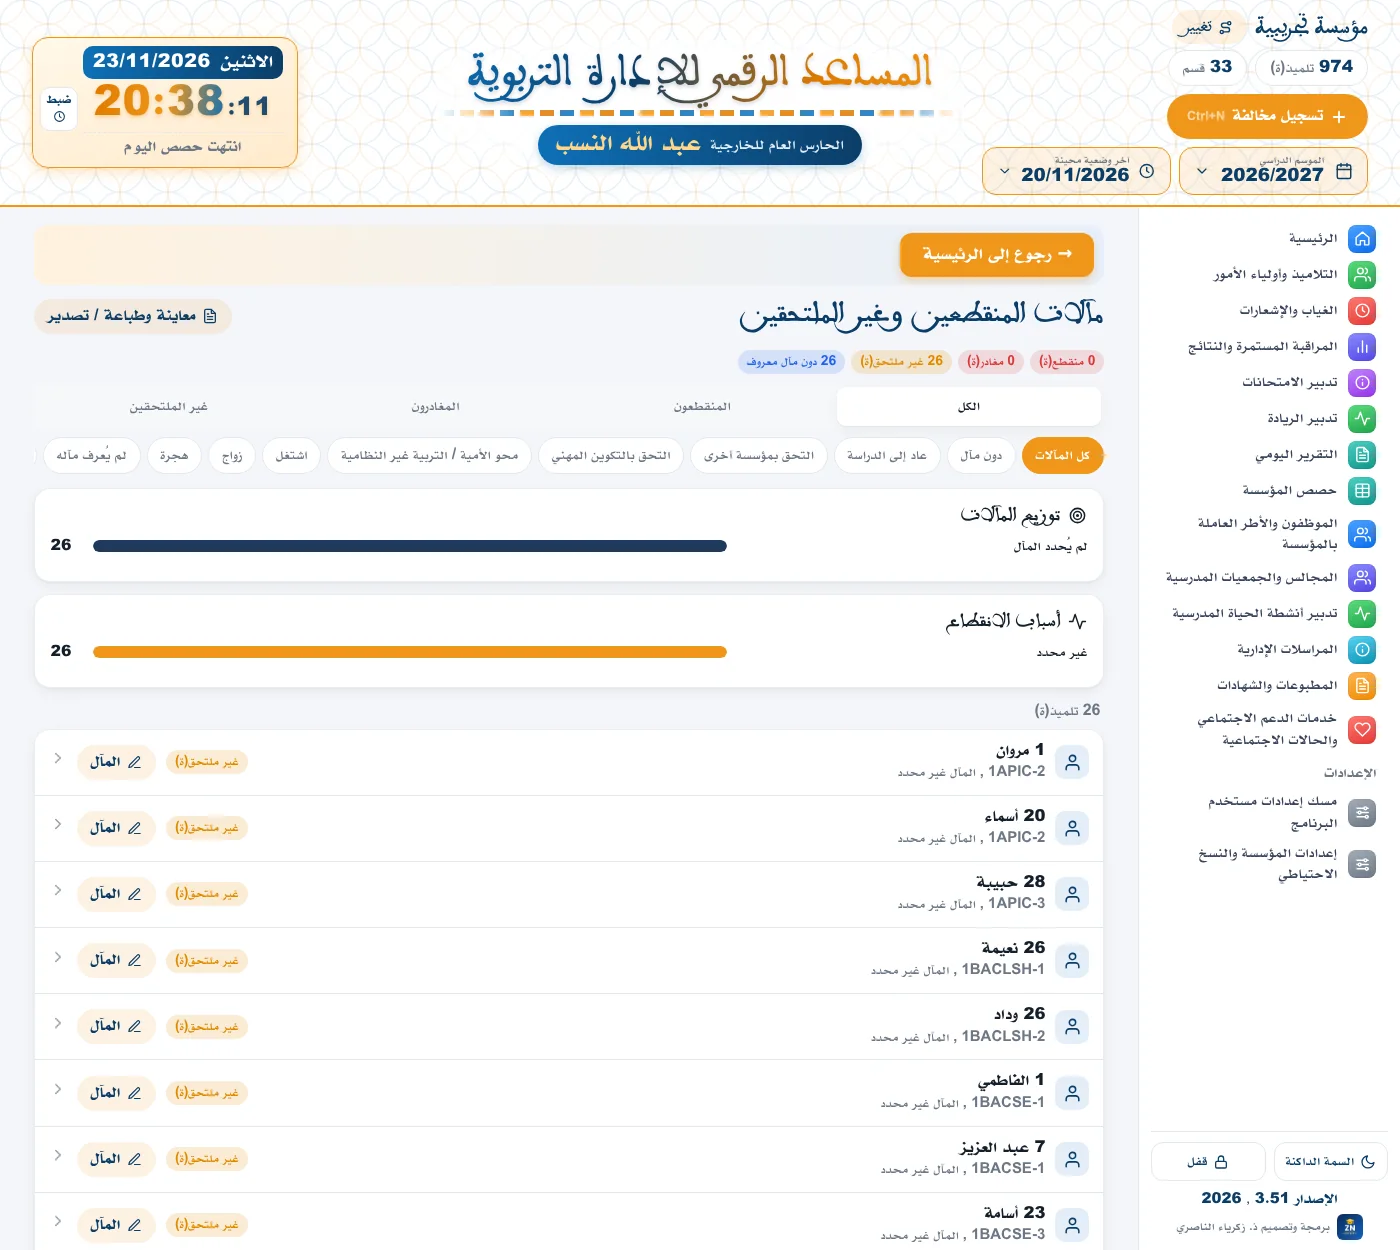 مؤسسة تجريبية
تغيير
974 تلميذ(ة)
33 قسم
تسجيل مخالفة Ctrl+N
الموسم الدراسي
2026/2027
آخر وضعية محينة
20/11/2026
المساعد الرقمي للإدارة التربوية
الحارس العام للخارجية عبد الله النسب
الاثنين 23/11/2026
20:38:11
ضبط
انتهت حصص اليوم
الرئيسية
التلاميذ وأولياء الأمور
الغياب والإشعارات
المراقبة المستمرة والنتائج
تدبير الامتحانات
تدبير الريادة
التقرير اليومي
حصص المؤسسة
الموظفون والأطر العاملة
بالمؤسسة
المجالس والجمعيات المدرسية
تدبير أنشطة الحياة المدرسية
المراسلات الإدارية
المطبوعات والشهادات
خدمات الدعم الاجتماعي
والحالات الاجتماعية
الإعدادات
مسك إعدادات مستخدم
البرنامج
إعدادات المؤسسة والنسخ
الاحتياطي
السمة الداكنة
قفل
الإصدار 3.51 , 2026
برمجة وتصميم ذ. زكرياء الناصري
ZN
→ رجوع إلى الرئيسية
مآلات المنقطعين وغير الملتحقين
معاينة وطباعة / تصدير
0 منقطع(ة)
0 مغادر(ة)
26 غير ملتحق(ة)
26 دون مآل معروف
الكل
المنقطعون
المغادرون
غير الملتحقين
كل المآلات
دون مآل
عاد إلى الدراسة
التحق بمؤسسة أخرى
التحق بالتكوين المهني
محو الأمية / التربية غير النظامية
اشتغل
زواج
هجرة
لم يُعرف مآله
توزيع المآلات
لم يُحدد المآل
26
أسباب الانقطاع
غير محدد
26
26 تلميذ(ة)
1 مروان
1APIC-2 , المآل غير محدد
غير ملتحق(ة)
المآل
20 أسماء
1APIC-2 , المآل غير محدد
غير ملتحق(ة)
المآل
28 حبيبة
1APIC-3 , المآل غير محدد
غير ملتحق(ة)
المآل
26 نعيمة
1BACLSH-1 , المآل غير محدد
غير ملتحق(ة)
المآل
26 وداد
1BACLSH-2 , المآل غير محدد
غير ملتحق(ة)
المآل
1 الفاطمي
1BACSE-1 , المآل غير محدد
غير ملتحق(ة)
المآل
7 عبد العزيز
1BACSE-1 , المآل غير محدد
غير ملتحق(ة)
المآل
23 أسامة
1BACSE-3 , المآل غير محدد
غير ملتحق(ة)
المآل